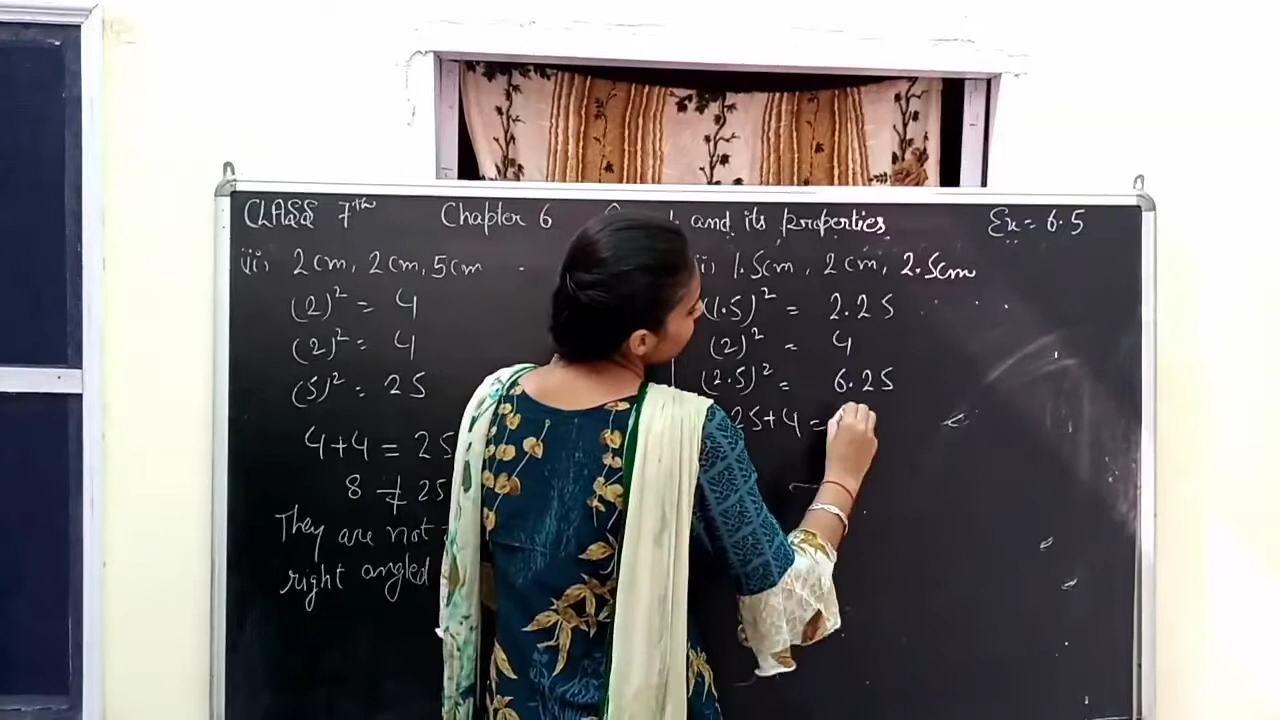 CLASS 7th Chapter 6 and its properties Ex = 6.5
iii) 2cm, 2cm, 5cm
(2)² = 4
(2)² = 4
(5)² = 25
4+4 = 25
8 ≠ 25
They are not
right angled
ii) 1.5cm, 2cm, 2.5cm
(1.5)² = 2.25
(2)² = 4
(2.5)² = 6.25
25+4 =